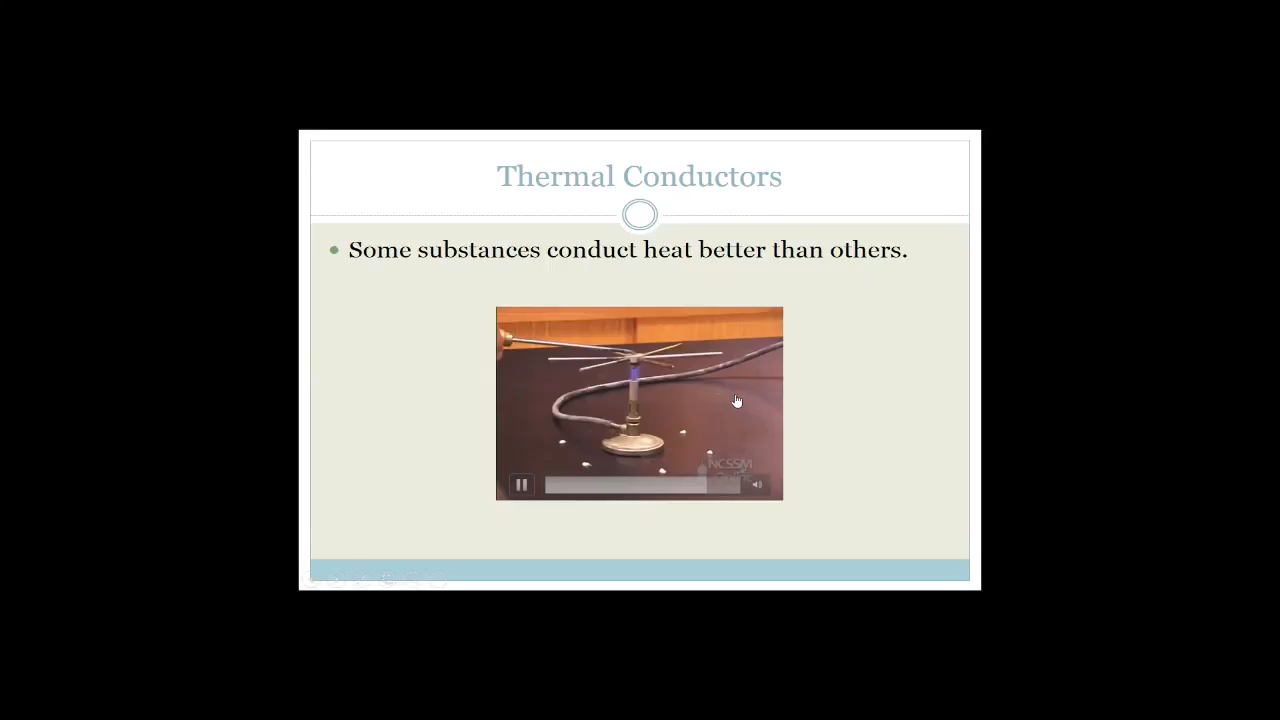 Thermal Conductors
Some substances conduct heat better than others.
NCSSM